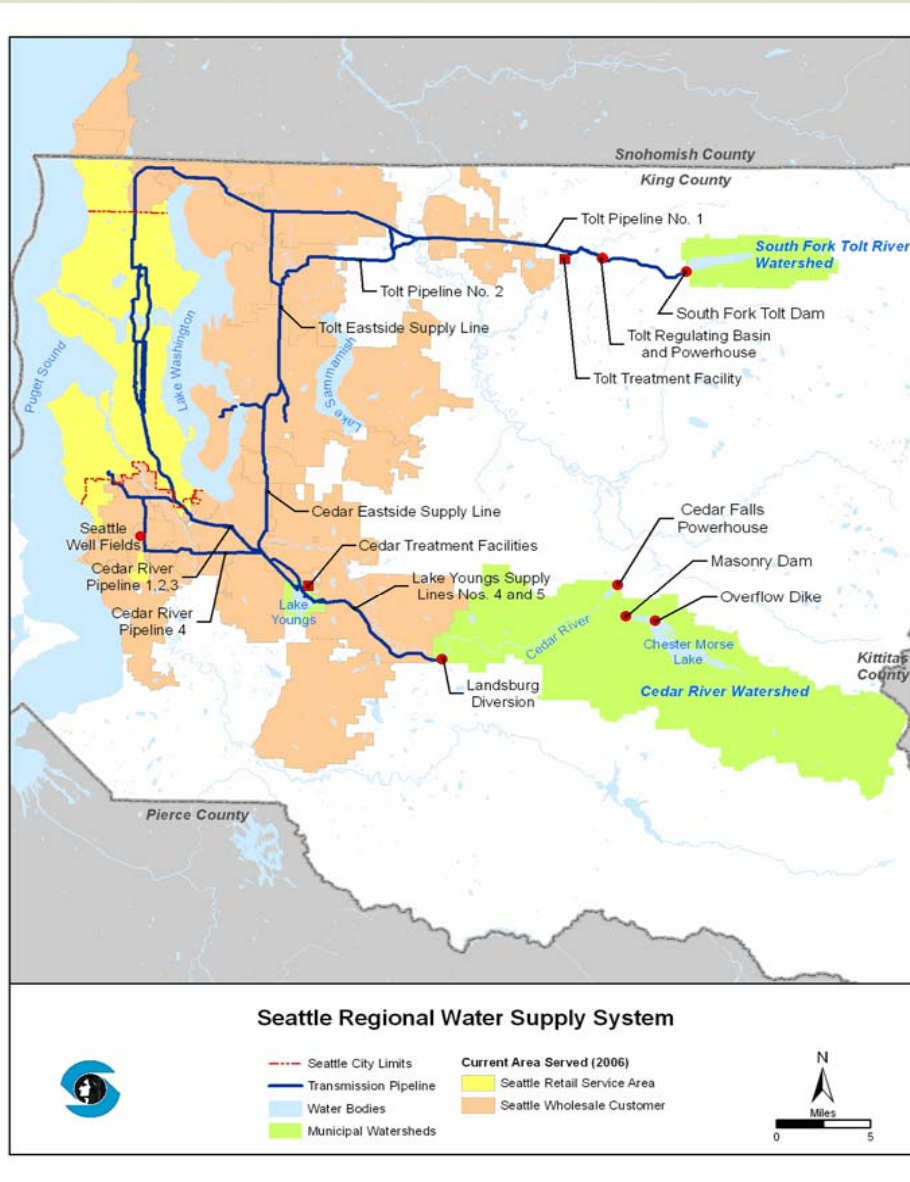 Snohomish County
King County
Tolt Pipeline No. 1
South Fork Tolt River
Watershed
Tolt Pipeline No. 2
South Fork Tolt Dam
Tolt Eastside Supply Line
Tolt Regulating Basin
and Powerhouse
Tolt Treatment Facility
Puget Sound
Lake Washington
Lake Sammamish
Cedar Eastside Supply Line
Cedar Falls
Powerhouse
Seattle
Well Fields
Cedar Treatment Facilities
Masonry Dam
Cedar River
Pipeline 1,2,3
Lake Youngs Supply
Lines Nos. 4 and 5
Overflow Dike
Cedar River
Pipeline 4
Lake
Youngs
Cedar River
Chester Morse
Lake
Kittitas
County
Landsburg
Diversion
Cedar River Watershed
Pierce County
Seattle Regional Water Supply System
Seattle City Limits
Transmission Pipeline
Water Bodies
Municipal Watersheds
Current Area Served (2006)
Seattle Retail Service Area
Seattle Wholesale Customer
N
Miles
0 5